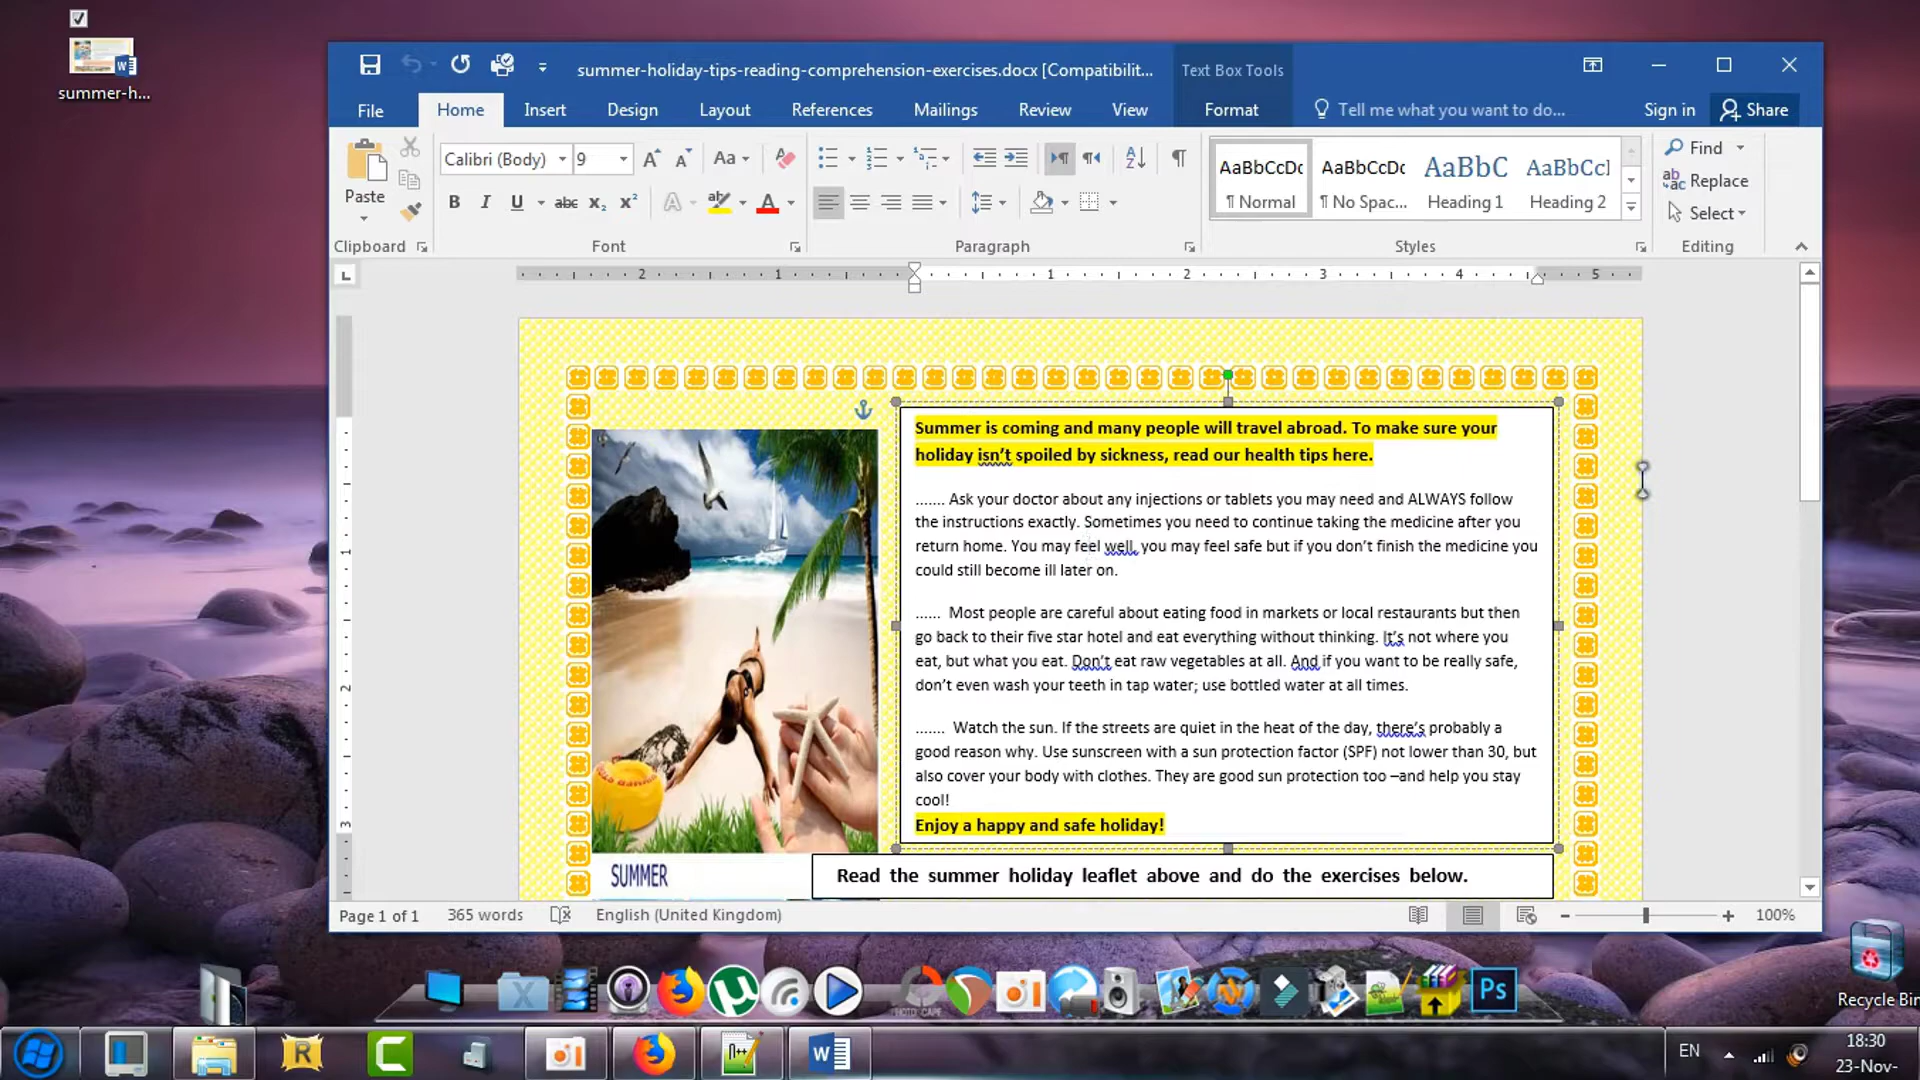 summer-h...
summer-holiday-tips-reading-comprehension-exercises.docx [Compatibilit...
Text Box Tools
File
Home
Insert
Design
Layout
References
Mailings
Review
View
Format
Tell me what you want to do...
Sign in
Share
Paste
Calibri (Body)
9
Aa
B I U abc x₂ x²
A
AaBbCcDc
¶ Normal
AaBbCcDc
¶ No Spac...
AaBbC
Heading 1
AaBbCcl
Heading 2
Find
Replace
Select
Clipboard
Font
Paragraph
Styles
Editing
2 1 1 2 3 4 5
Summer is coming and many people will travel abroad. To make sure your
holiday isn't spoiled by sickness, read our health tips here.
....... Ask your doctor about any injections or tablets you may need and ALWAYS follow
the instructions exactly. Sometimes you need to continue taking the medicine after you
return home. You may feel well, you may feel safe but if you don't finish the medicine you
could still become ill later on.
...... Most people are careful about eating food in markets or local restaurants but then
go back to their five star hotel and eat everything without thinking. It's not where you
eat, but what you eat. Don't eat raw vegetables at all. And if you want to be really safe,
don't even wash your teeth in tap water; use bottled water at all times.
....... Watch the sun. If the streets are quiet in the heat of the day, there's probably a
good reason why. Use sunscreen with a sun protection factor (SPF) not lower than 30, but
also cover your body with clothes. They are good sun protection too –and help you stay
cool!
Enjoy a happy and safe holiday!
SUMMER
Read the summer holiday leaflet above and do the exercises below.
1
2
3
Page 1 of 1
365 words
English (United Kingdom)
100%
Ps
Recycle Bin
EN
18:30
23-Nov-